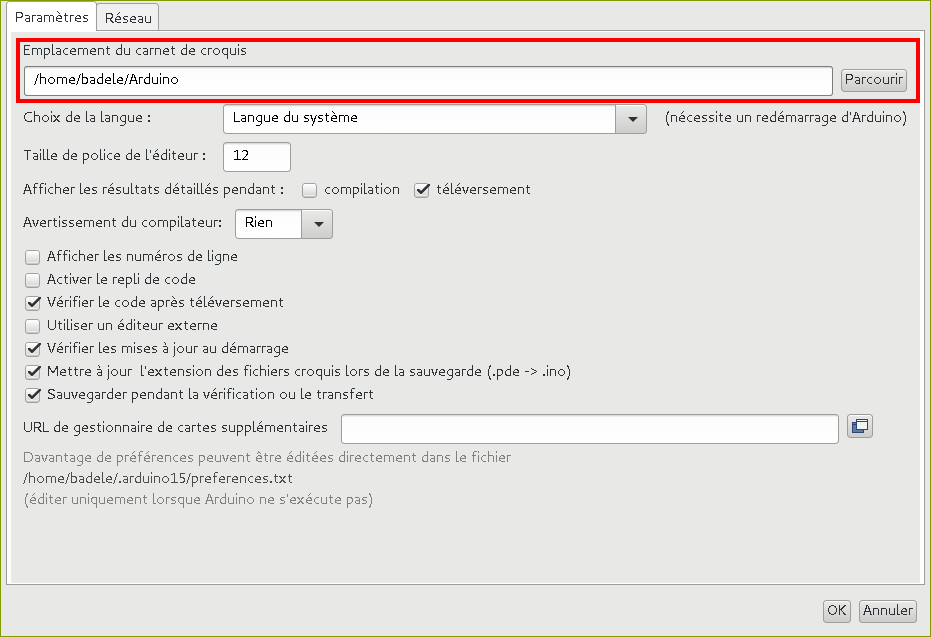 Paramètres Réseau
Emplacement du carnet de croquis
/home/badele/Arduino Parcourir
Choix de la langue : Langue du système (nécessite un redémarrage d'Arduino)
Taille de police de l'éditeur : 12
Afficher les résultats détaillés pendant : compilation téléversement
Avertissement du compilateur: Rien
Afficher les numéros de ligne
Activer le repli de code
Vérifier le code après téléversement
Utiliser un éditeur externe
Vérifier les mises à jour au démarrage
Mettre à jour  l'extension des fichiers croquis lors de la sauvegarde (.pde -> .ino)
Sauvegarder pendant la vérification ou le transfert
URL de gestionnaire de cartes supplémentaires
Davantage de préférences peuvent être éditées directement dans le fichier
/home/badele/.arduino15/preferences.txt
(éditer uniquement lorsque Arduino ne s'exécute pas)
OK Annuler